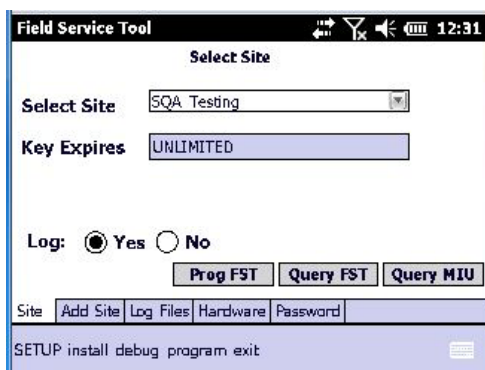 Field Service Tool 12:31
Select Site
Select Site SQA Testing
Key Expires UNLIMITED
Log: Yes No
Prog FST Query FST Query MIU
Site Add Site Log Files Hardware Password
SETUP install debug program exit